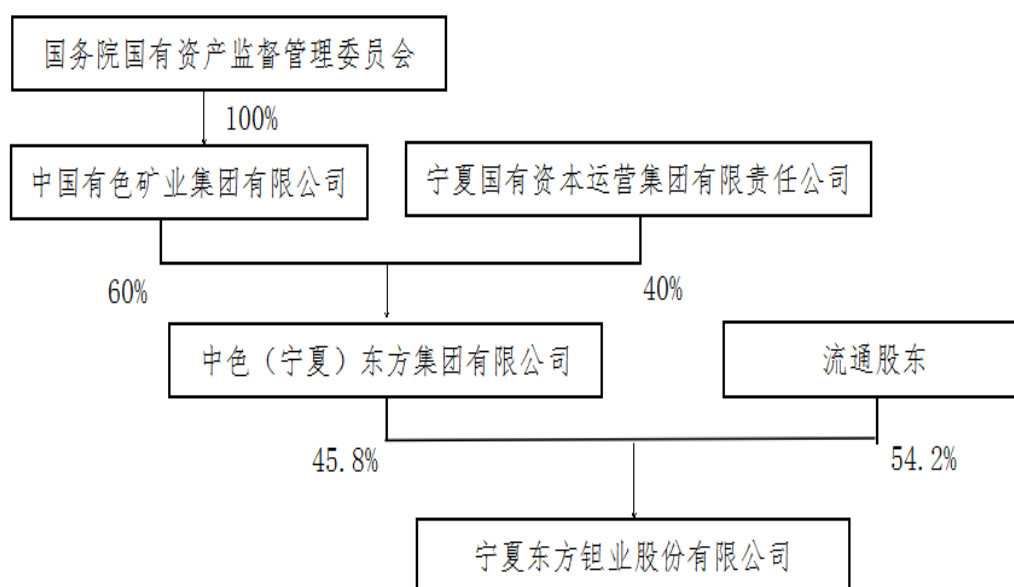 国务院国有资产监督管理委员会
100%
中国有色矿业集团有限公司
宁夏国有资本运营集团有限责任公司
60%
40%
中色（宁夏）东方集团有限公司
流通股东
45.8%
54.2%
宁夏东方钽业股份有限公司